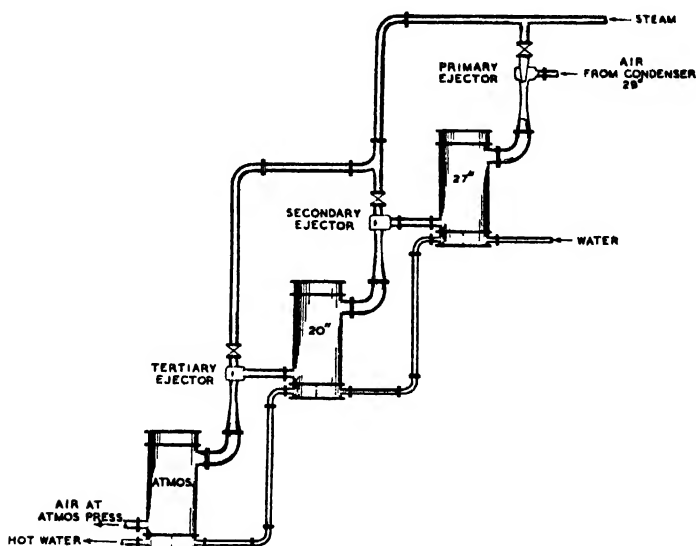 STEAM
PRIMARY
EJECTOR
AIR
FROM CONDENSER
29"
27"
SECONDARY
EJECTOR
WATER
20"
TERTIARY
EJECTOR
ATMOS.
AIR AT
ATMOS PRESS.
HOT WATER